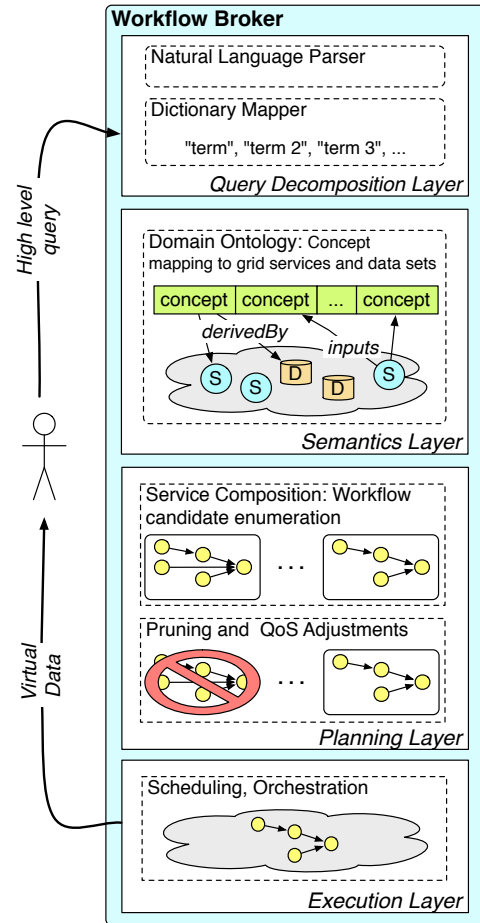 Workflow Broker
Natural Language Parser
Dictionary Mapper
"term", "term 2", "term 3", ...
Query Decomposition Layer
High level
query
Domain Ontology: Concept
mapping to grid services and data sets
concept concept ... concept
derivedBy
inputs
S S D D S
Semantics Layer
Service Composition: Workflow
candidate enumeration
. . .
Pruning and QoS Adjustments
. . .
Planning Layer
Virtual
Data
Scheduling, Orchestration
Execution Layer